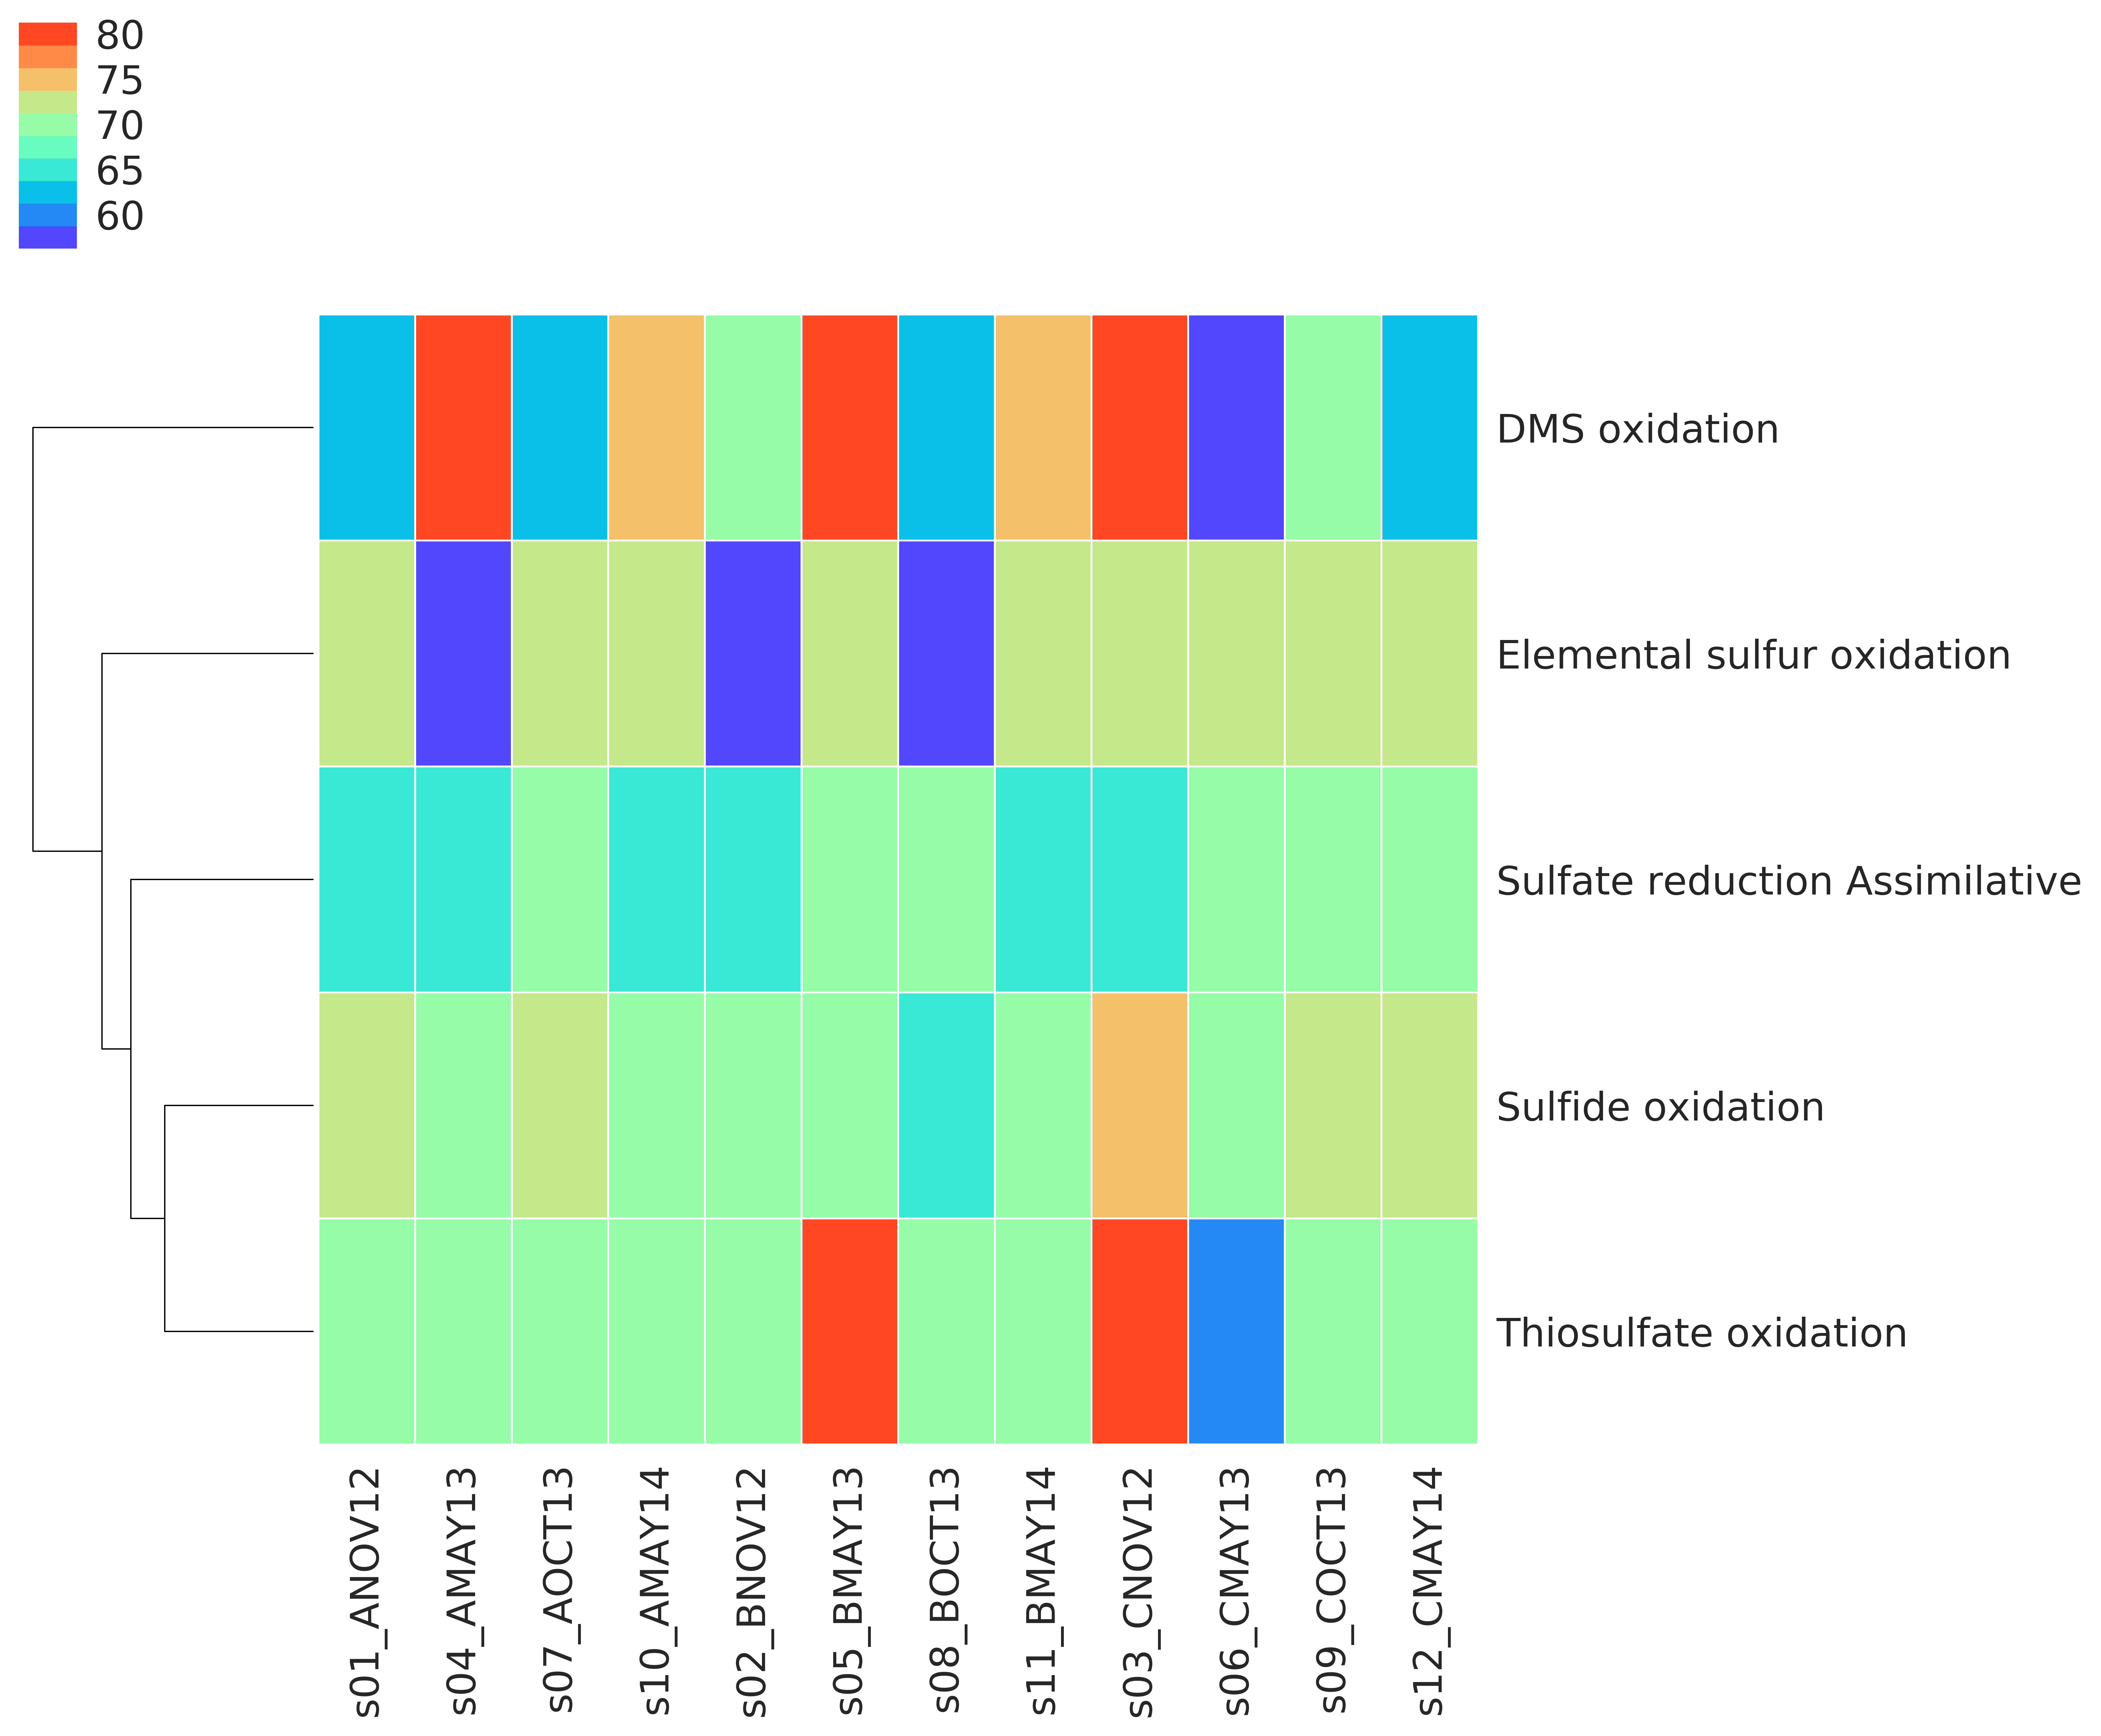 80
75
70
65
60
DMS oxidation
Elemental sulfur oxidation
Sulfate reduction Assimilative
Sulfide oxidation
Thiosulfate oxidation
s01_ANOV12
s04_AMAY13
s07_AOCT13
s10_AMAY14
s02_BNOV12
s05_BMAY13
s08_BOCT13
s11_BMAY14
s03_CNOV12
s06_CMAY13
s09_COCT13
s12_CMAY14